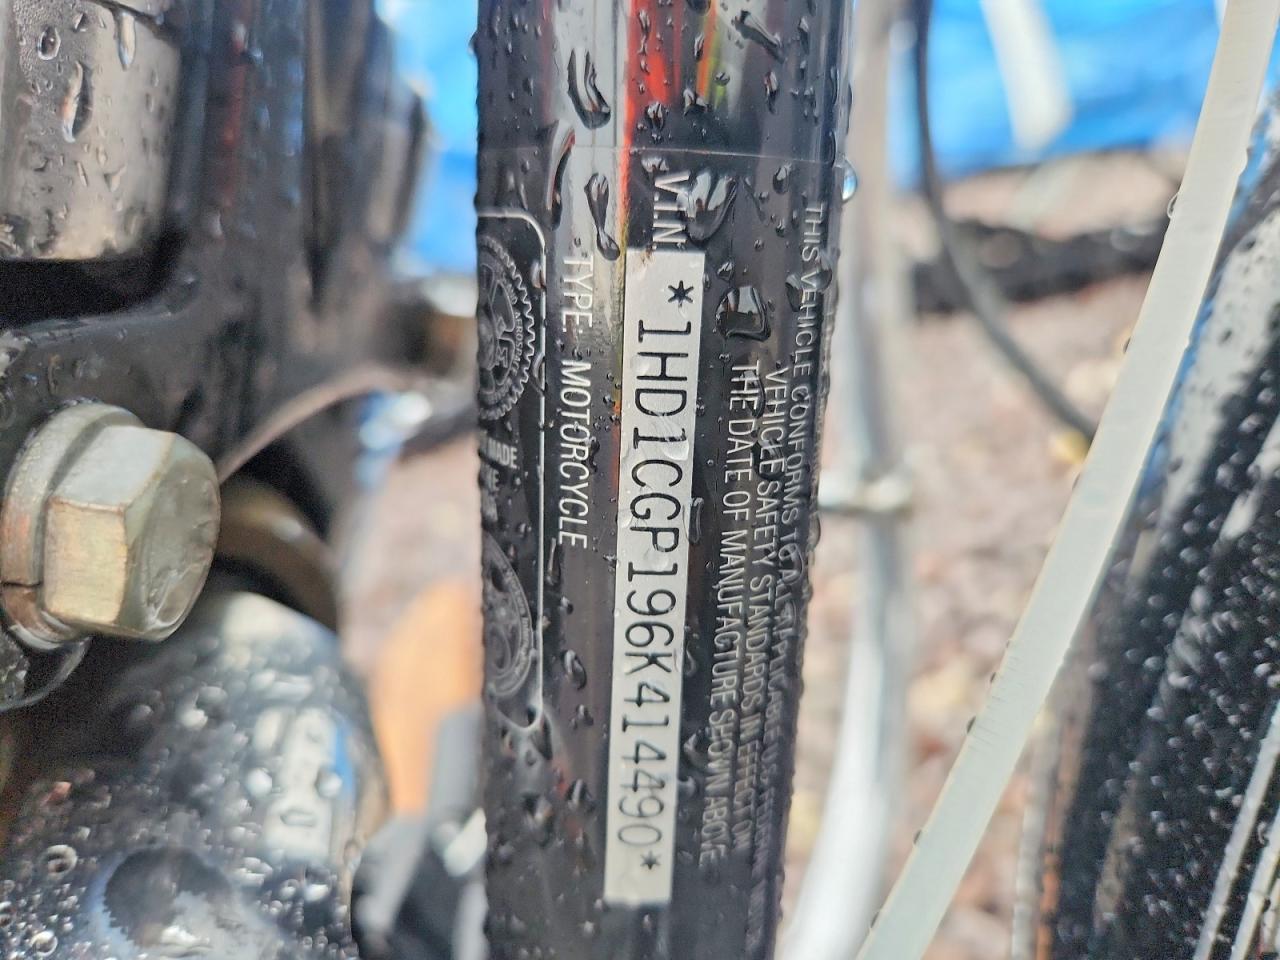 THIS VEHICLE CONFORMS TO ALL APPLICABLE U.S.
VEHICLE SAFETY STANDARDS IN EFFECT ON
THE DATE OF MANUFACTURE SHOWN ABOVE
V.I.N.
*1HD1CGP196K414490*
TYPE MOTORCYCLE
MADE